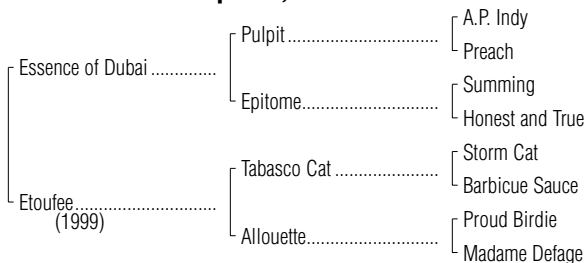 A.P. Indy
Pulpit
Preach
Essence of Dubai
Summing
Epitome
Honest and True
Storm Cat
Tabasco Cat
Barbicue Sauce
Etoufee
(1999)
Proud Birdie
Allouette
Madame Defage